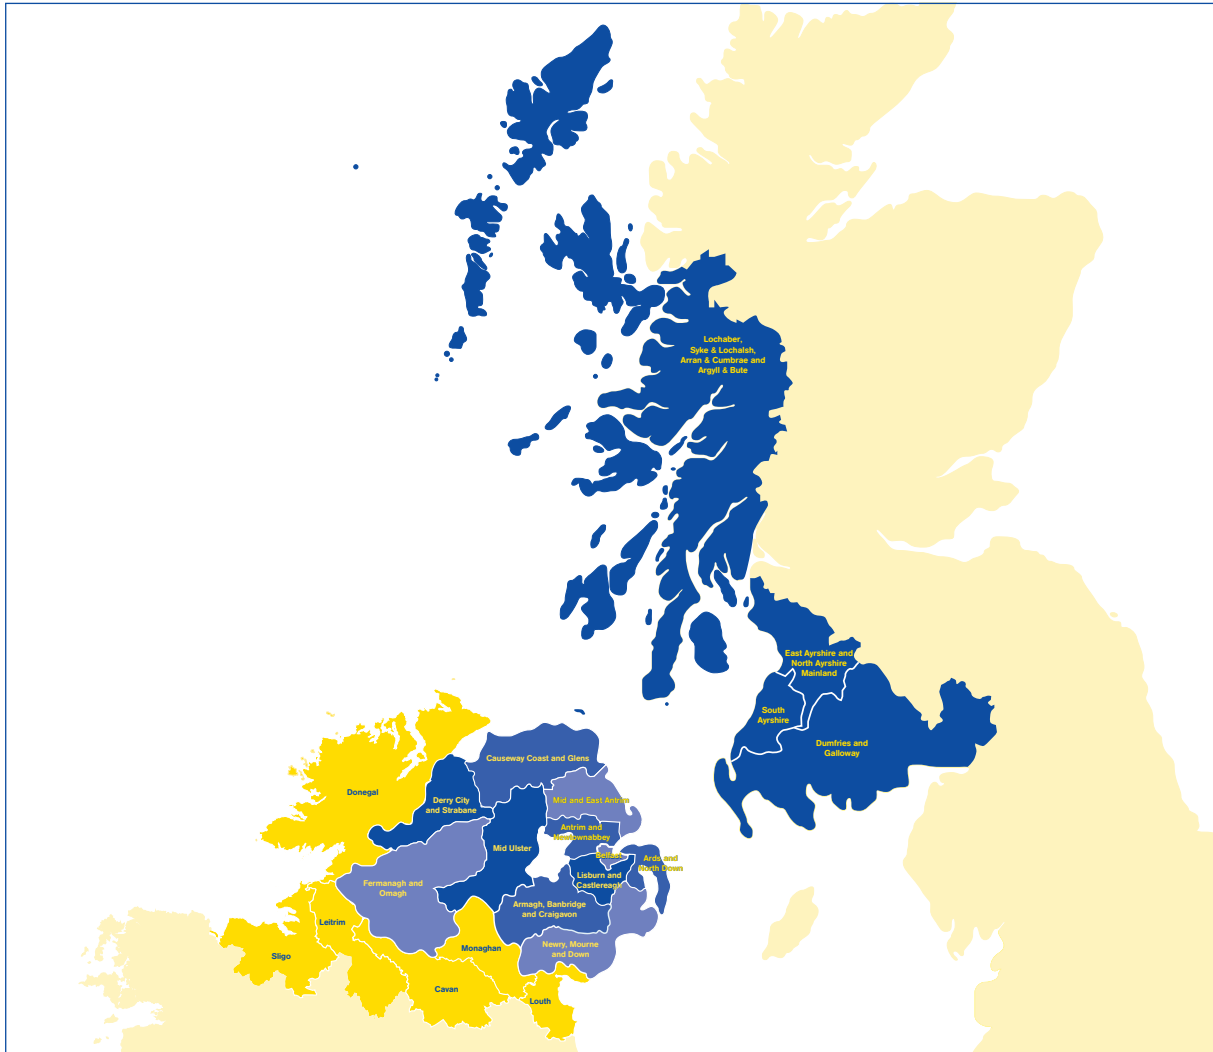 Lochaber,
Syke & Lochalsh,
Arran & Cumbrae and
Argyll & Bute
East Ayrshire and
North Ayrshire
Mainland
South
Ayrshire
Dumfries and
Galloway
Causeway Coast and Glens
Donegal
Derry City
and Strabane
Mid and East Antrim
Antrim and
Newtownabbey
Mid Ulster
Belfast
Ards and
North Down
Lisburn and
Castlereagh
Fermanagh and
Omagh
Armagh, Banbridge
and Craigavon
Leitrim
Monaghan
Newry, Mourne
and Down
Sligo
Cavan
Louth